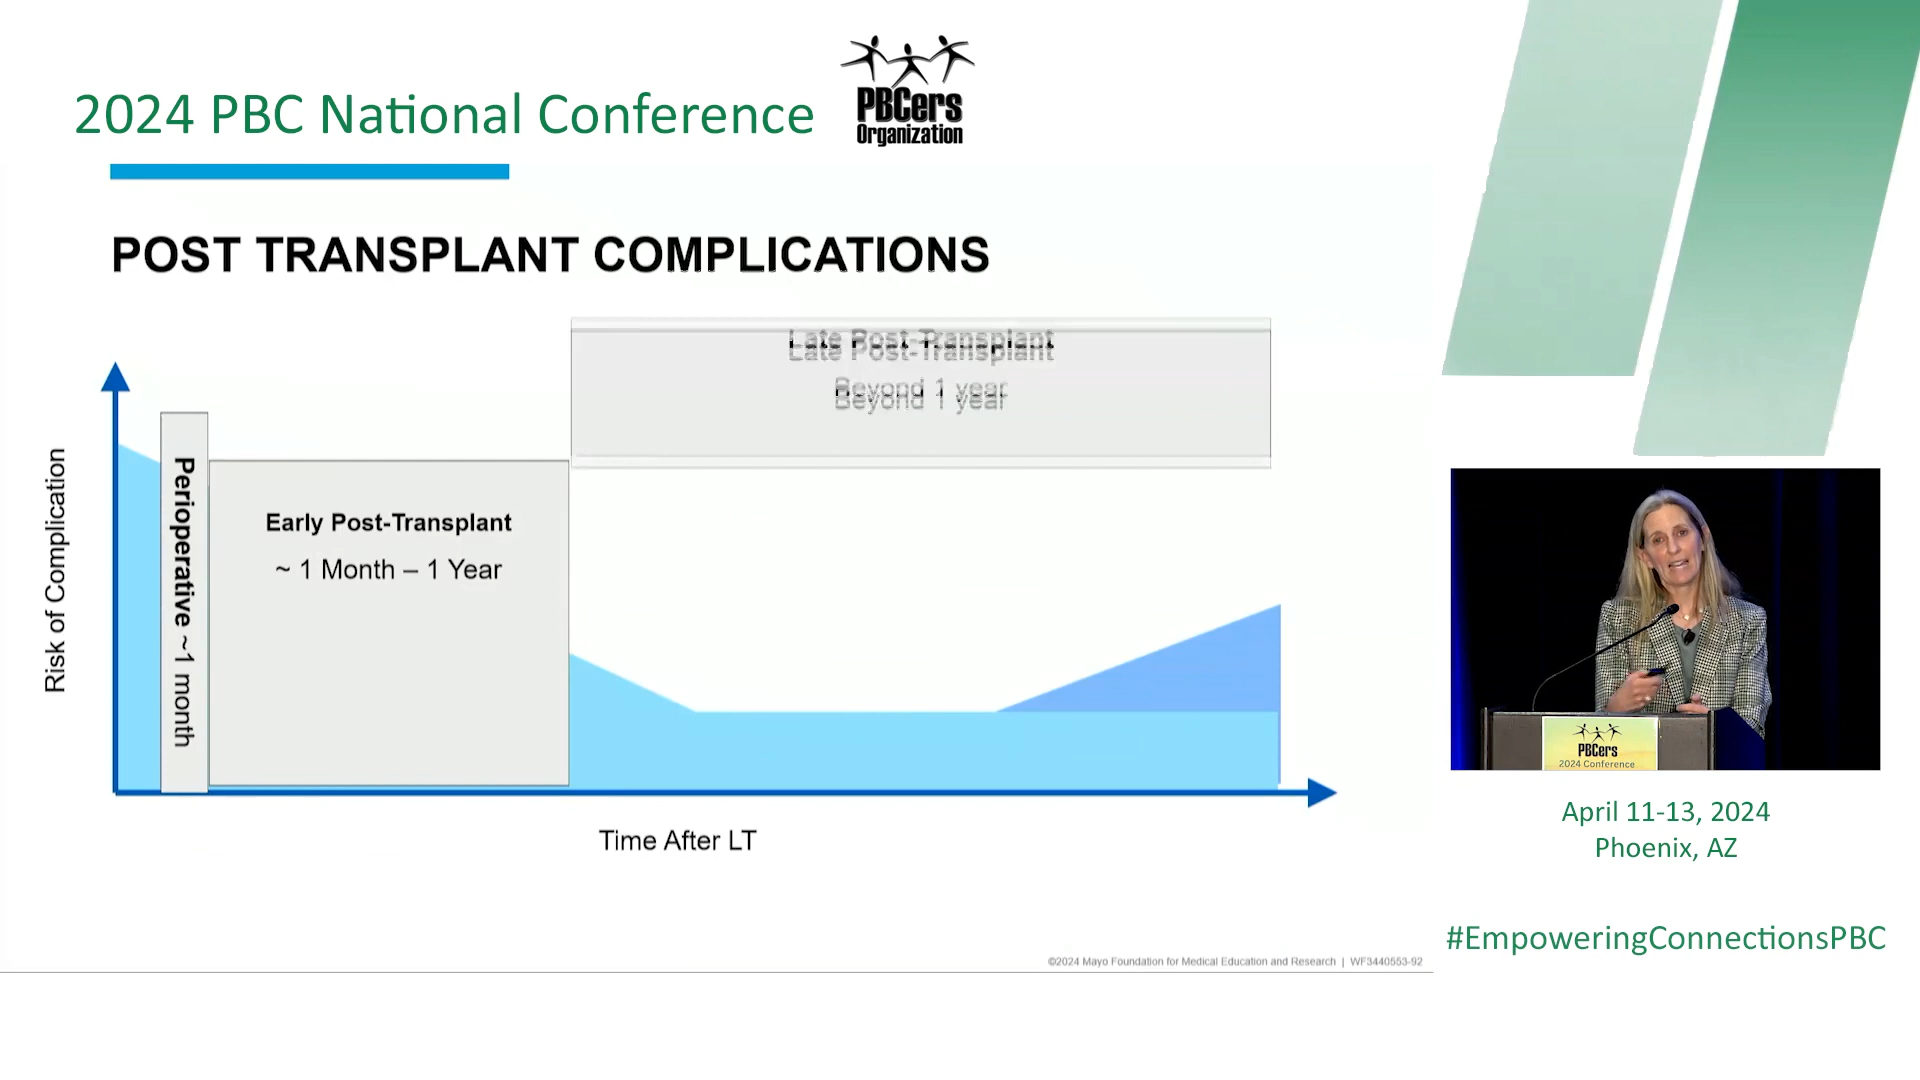 2024 PBC National Conference
PBCers
Organization
POST TRANSPLANT COMPLICATIONS
Late Post-Transplant
Beyond 1 year
Risk of Complication
Perioperative ~1 month
Early Post-Transplant
~ 1 Month – 1 Year
Time After LT
©2024 Mayo Foundation for Medical Education and Research | WF3440553-92
PBCers
2024 Conference
April 11-13, 2024
Phoenix, AZ
#EmpoweringConnectionsPBC